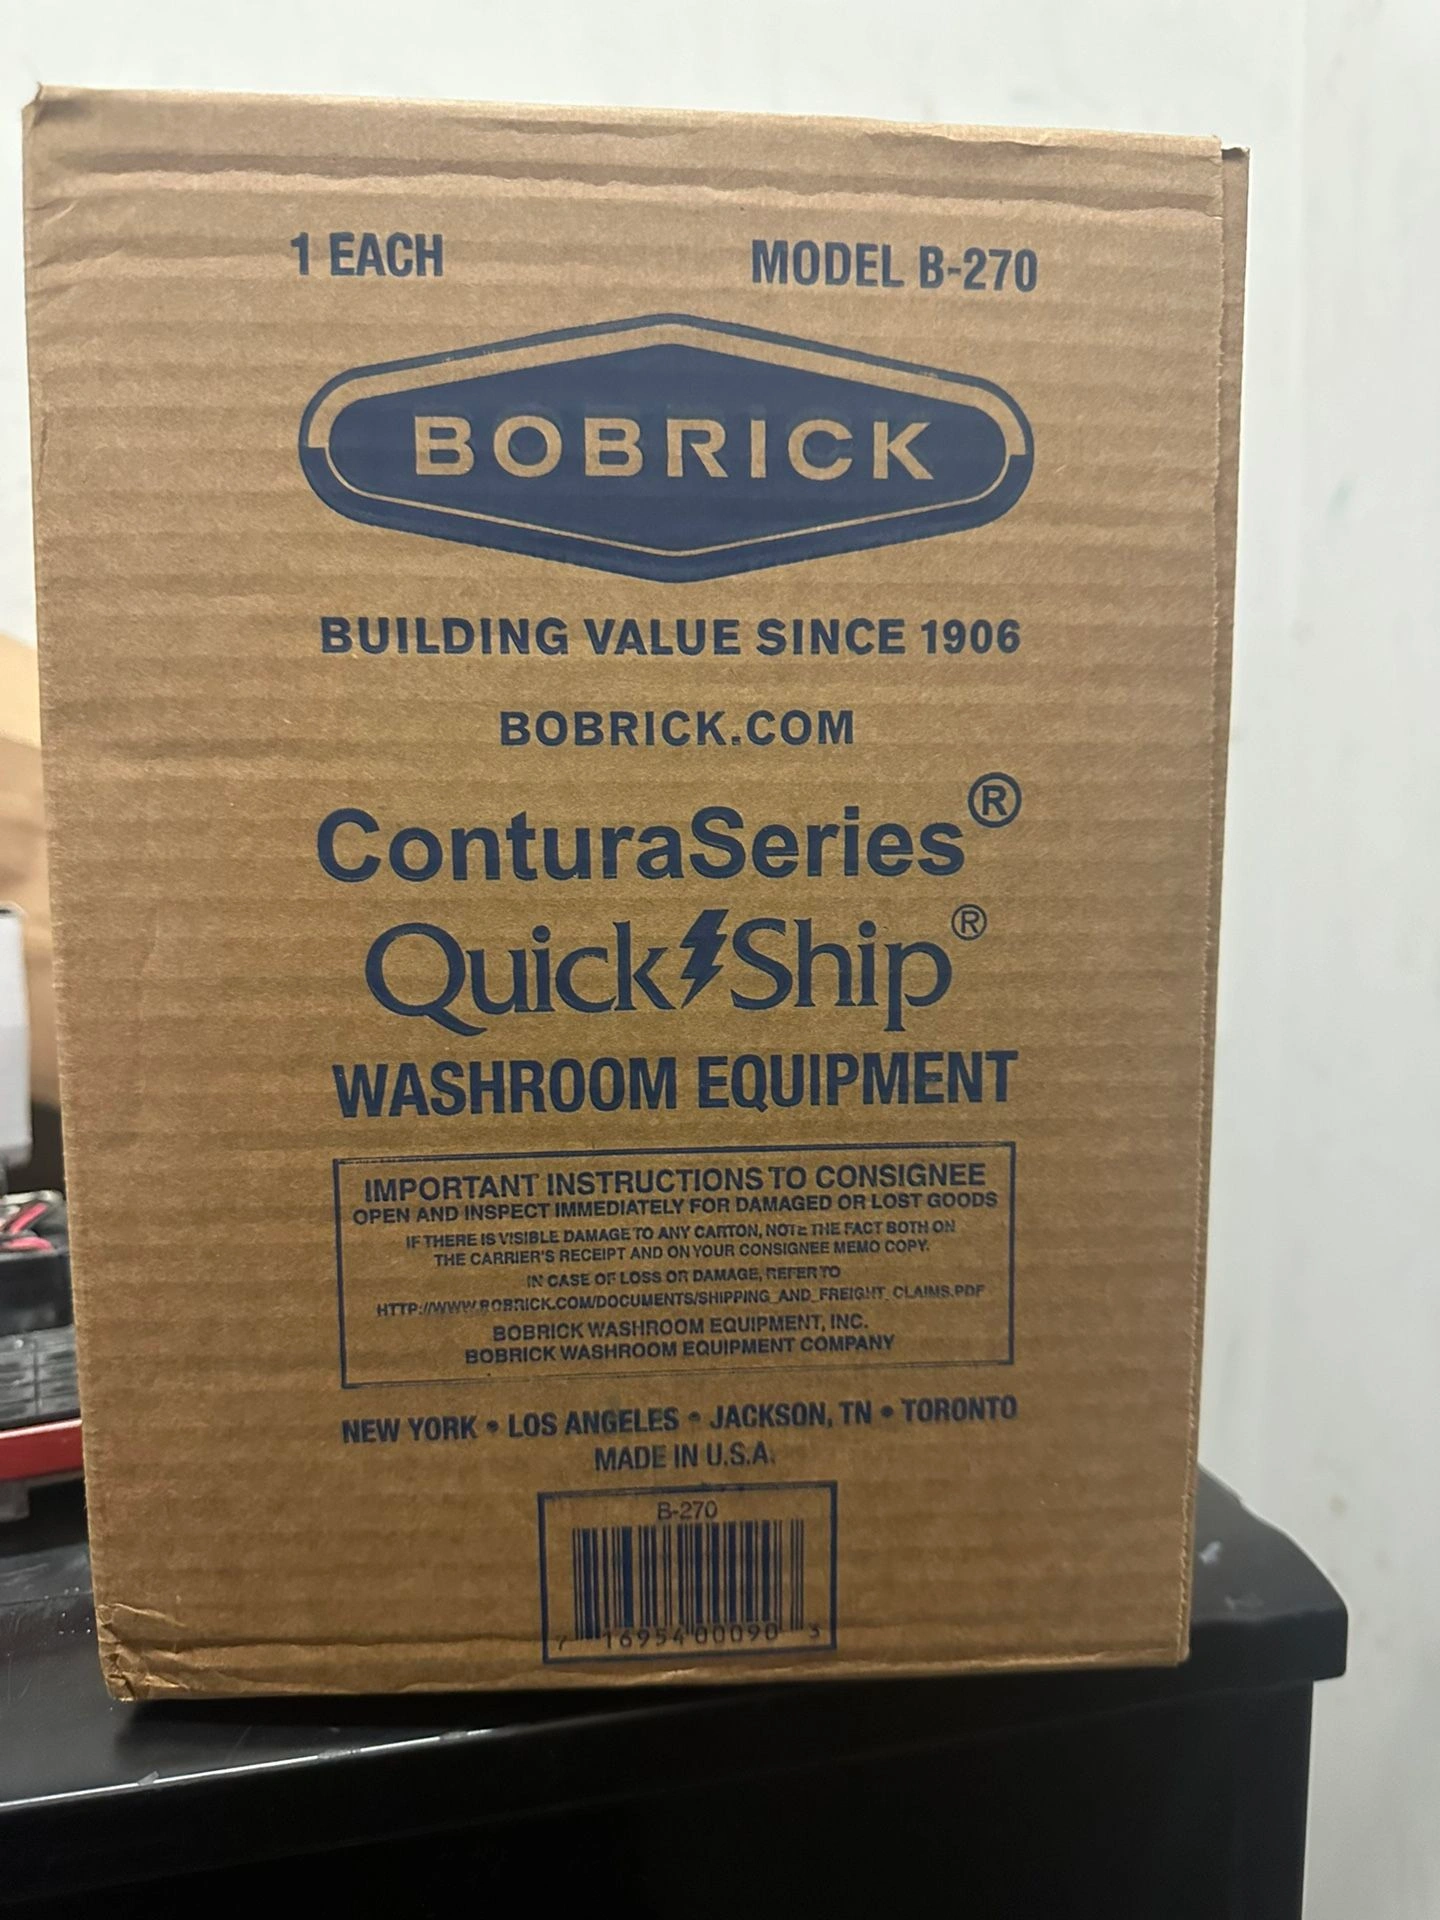 1 EACH MODEL B-270
BOBRICK
BUILDING VALUE SINCE 1906
BOBRICK.COM
ConturaSeries®
Quick Ship®
WASHROOM EQUIPMENT
IMPORTANT INSTRUCTIONS TO CONSIGNEE
OPEN AND INSPECT IMMEDIATELY FOR DAMAGED OR LOST GOODS
IF THERE IS VISIBLE DAMAGE TO ANY CARTON, NOTE THE FACT BOTH ON
THE CARRIER'S RECEIPT AND ON YOUR CONSIGNEE MEMO COPY.
IN CASE OF LOSS OR DAMAGE, REFER TO
HTTP://WWW.BOBRICK.COM/DOCUMENTS/SHIPPING_AND_FREIGHT_CLAIMS.PDF
BOBRICK WASHROOM EQUIPMENT, INC.
BOBRICK WASHROOM EQUIPMENT COMPANY
NEW YORK • LOS ANGELES • JACKSON, TN • TORONTO
MADE IN U.S.A.
B-270
7 16954 00090 3